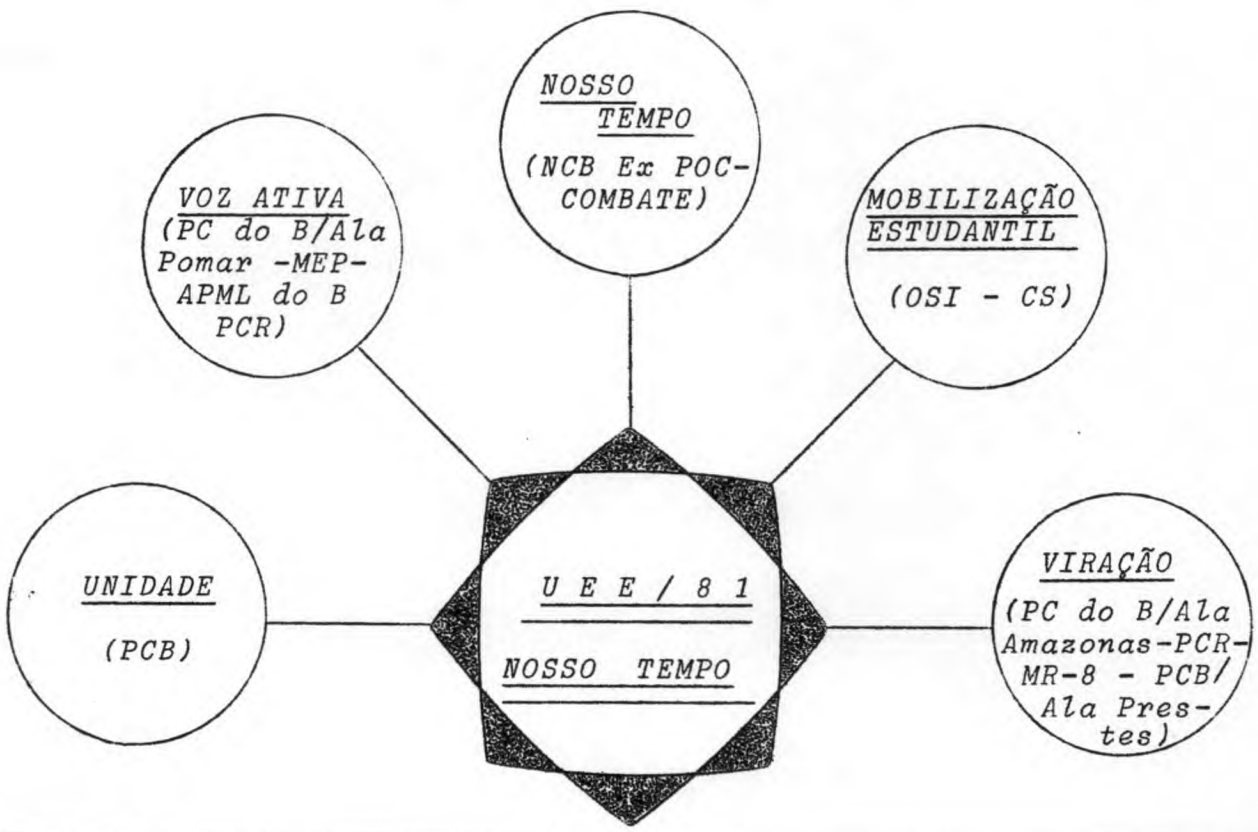 NOSSO
TEMPO
(NCB Ex POC-
COMBATE)
VOZ ATIVA
(PC do B/Ala
Pomar -MEP-
APML do B
PCR)
MOBILIZAÇÃO
ESTUDANTIL
(OSI - CS)
UNIDADE
(PCB)
U E E / 8 1
NOSSO TEMPO
VIRAÇÃO
(PC do B/Ala
Amazonas-PCR-
MR-8 - PCB/
Ala Pres-
tes)